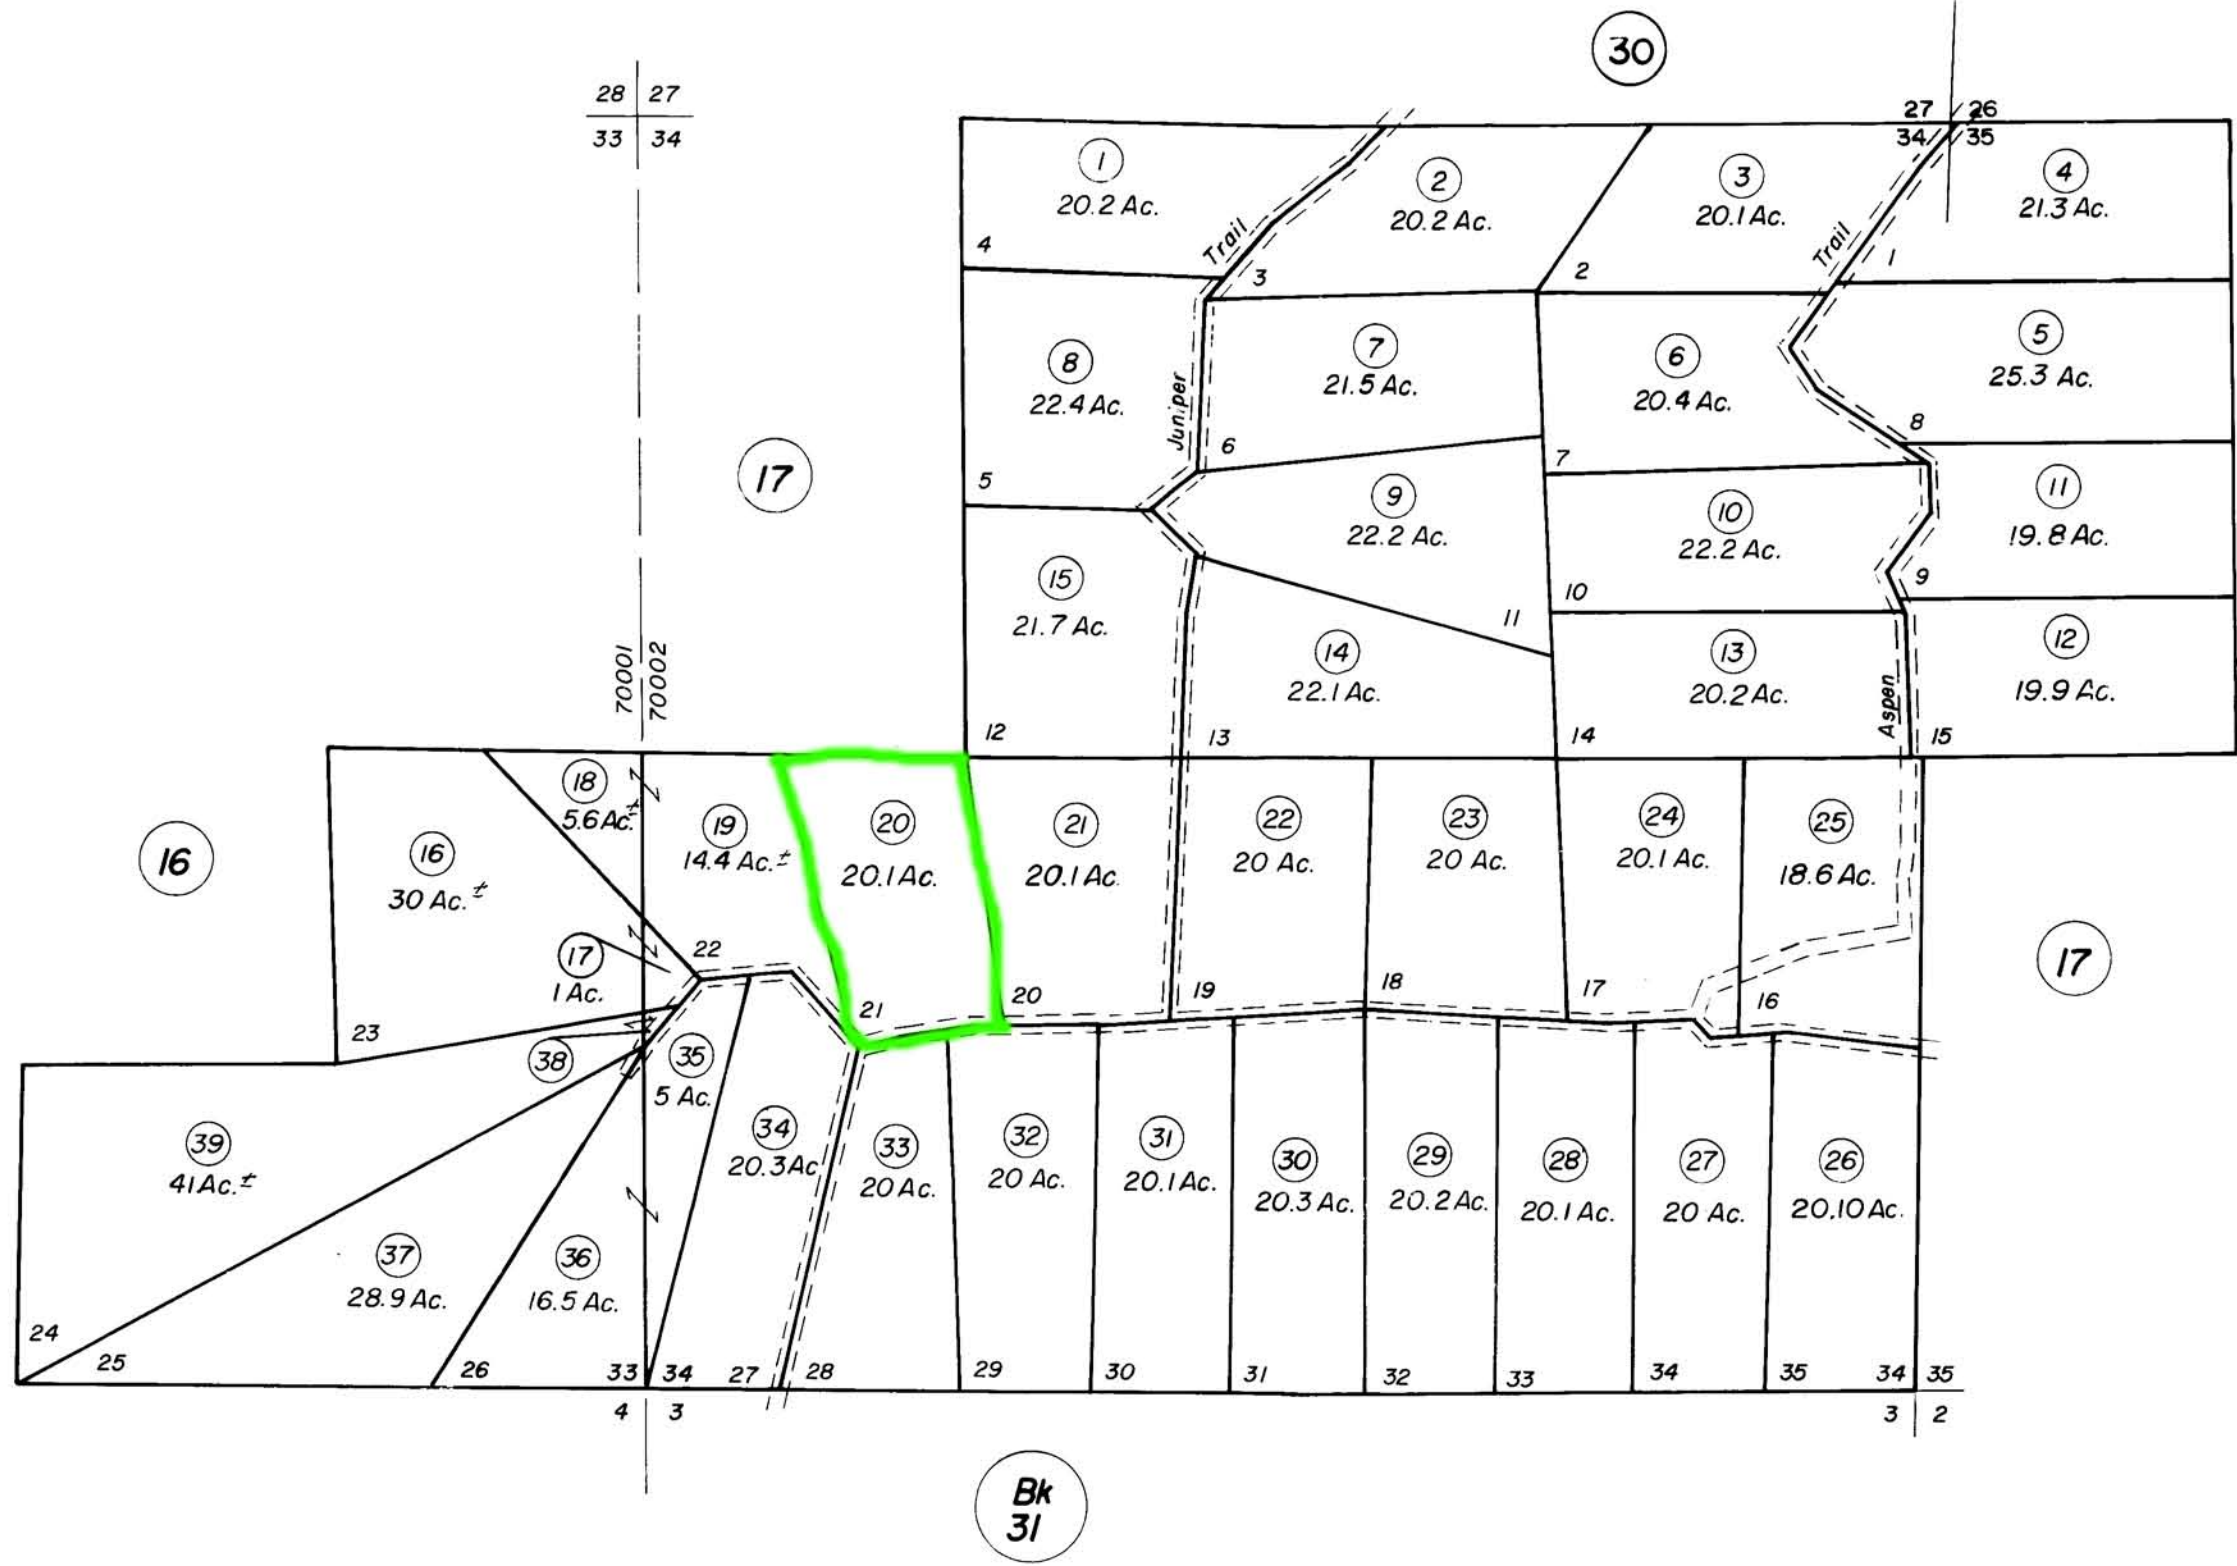 30
28 27
33 34
27 26
34 35
1
20.2 Ac.
4
Trail
2
20.2 Ac.
3
3
20.1 Ac.
2
Trail
4
21.3 Ac.
1
8
22.4 Ac.
5
Juniper
7
21.5 Ac.
6
6
20.4 Ac.
7
5
25.3 Ac.
8
17
9
22.2 Ac.
11
10
22.2 Ac.
10
11
19.8 Ac.
9
15
21.7 Ac.
12
14
22.1 Ac.
13
13
20.2 Ac.
14
Aspen
12
19.9 Ac.
15
70001
70002
16
16
30 Ac.±
23
18
5.6 Ac.±
17
1 Ac.
19
14.4 Ac.±
22
20
20.1 Ac.
21
21
20.1 Ac.
20
22
20 Ac.
19
23
20 Ac.
18
24
20.1 Ac.
17
25
18.6 Ac.
16
17
39
41 Ac.±
24
38
37
28.9 Ac.
25
36
16.5 Ac.
26
35
5 Ac.
34
20.3 Ac
27
33
20 Ac.
28
32
20 Ac.
29
31
20.1 Ac.
30
30
20.3 Ac.
31
29
20.2 Ac.
32
28
20.1 Ac.
33
27
20 Ac.
34
26
20.10 Ac.
35
33 34
4 3
34 35
3 2
Bk
31